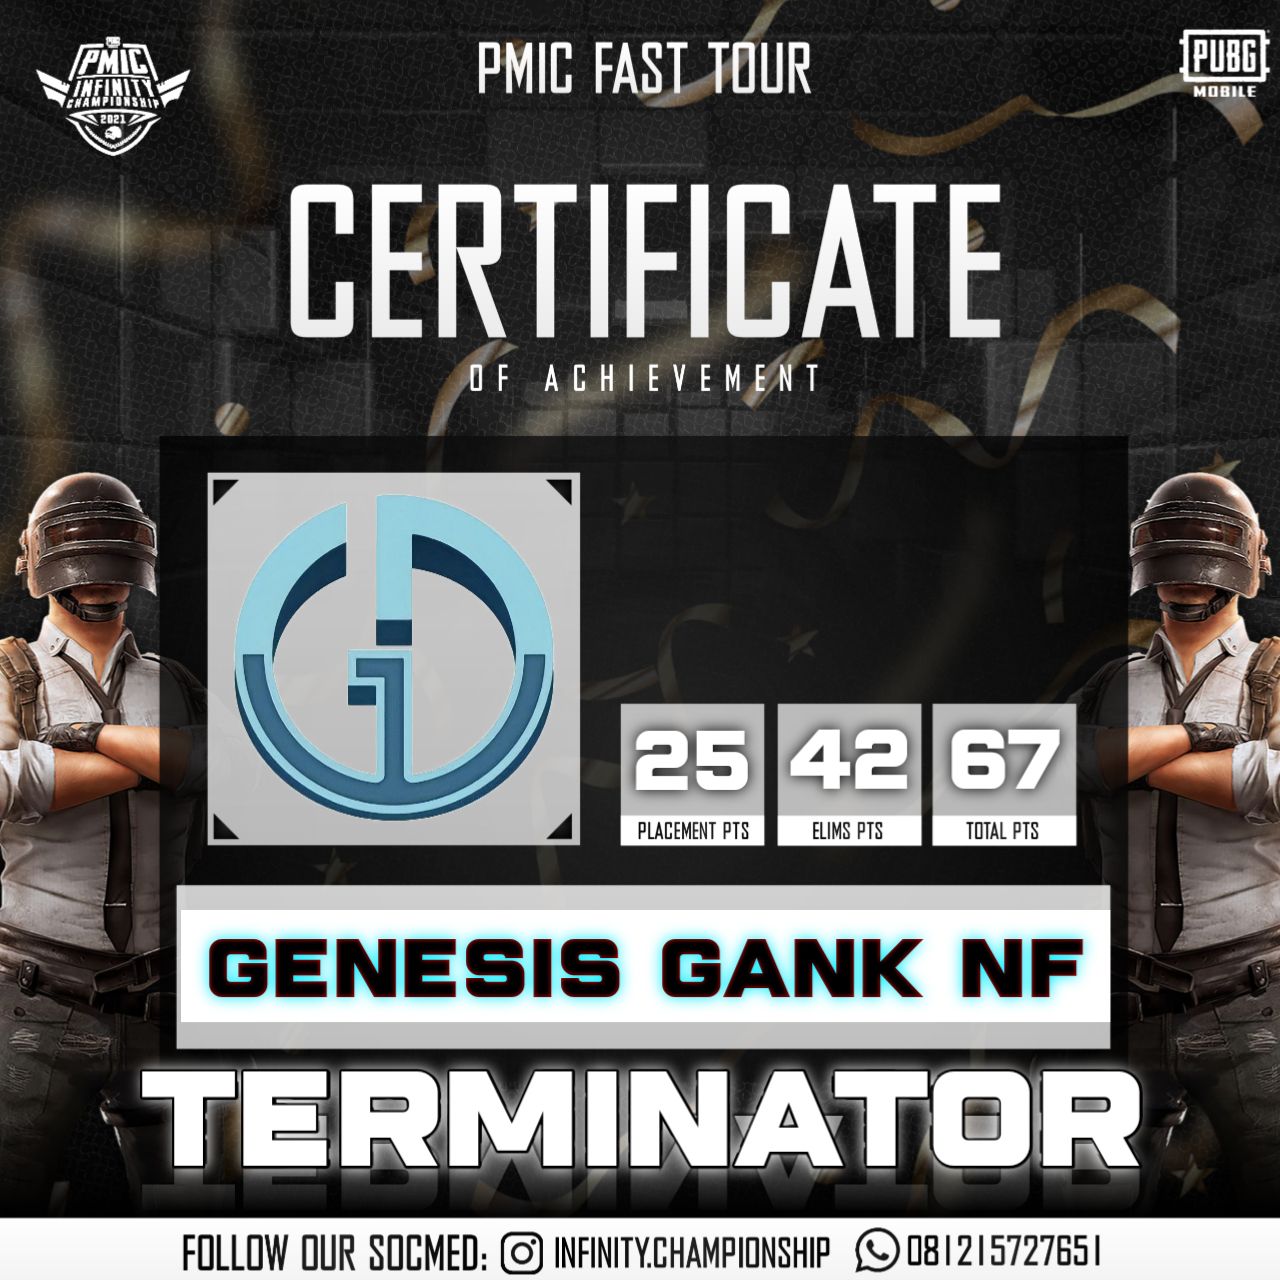 PMIC
INFINITY
CHAMPIONSHIP
2021
PMIC FAST TOUR
PUBG
MOBILE
CERTIFICATE
OF ACHIEVEMENT
25 42 67
PLACEMENT PTS ELIMS PTS TOTAL PTS
GENESIS GANK NF
TERMINATOR
FOLLOW OUR SOCMED: INFINITY.CHAMPIONSHIP 081215727651